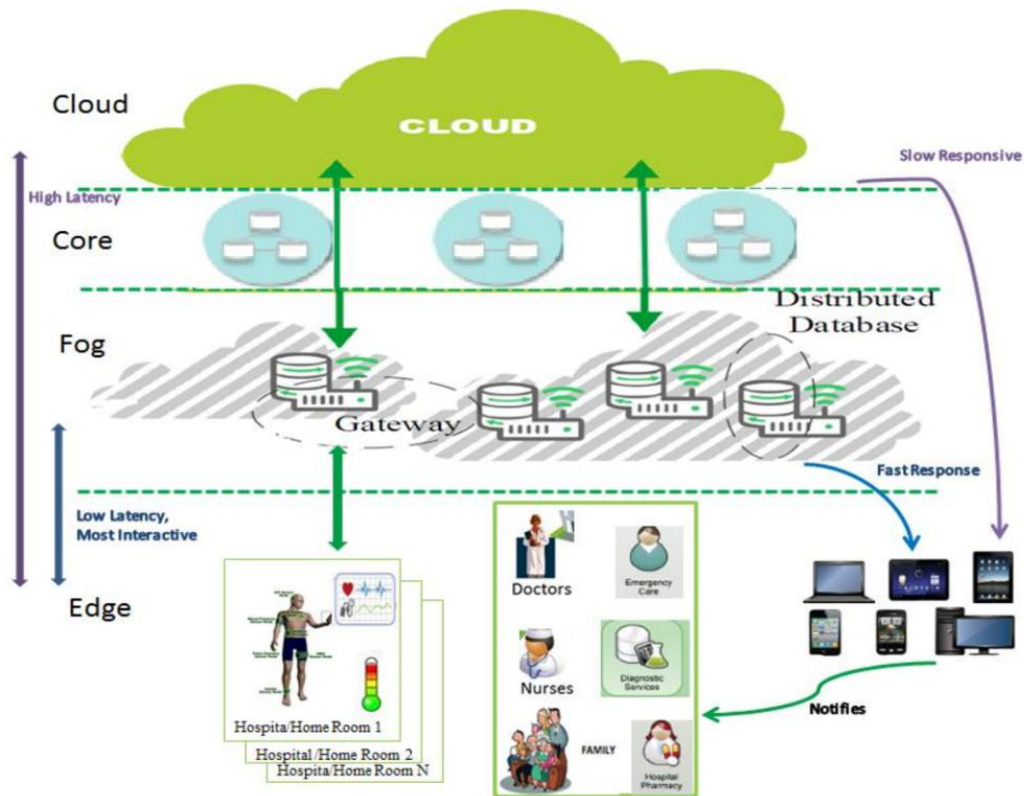 Cloud
CLOUD
Slow Responsive
High Latency
Core
Distributed
Database
Fog
Gateway
Fast Response
Low Latency,
Most Interactive
Edge
Doctors
Emergency
Care
Nurses
Diagnostic
Services
FAMILY
Hospital
Pharmacy
Notifies
Hospita/Home Room 1
Hospital /Home Room 2
Hospita/Home Room N